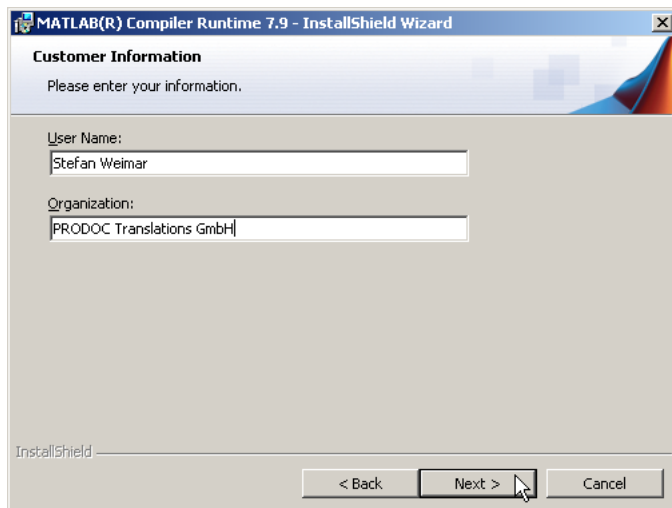 MATLAB(R) Compiler Runtime 7.9 - InstallShield Wizard
Customer Information
Please enter your information.
User Name:
Stefan Weimar
Organization:
PRODOC Translations GmbH
InstallShield
< Back Next > Cancel